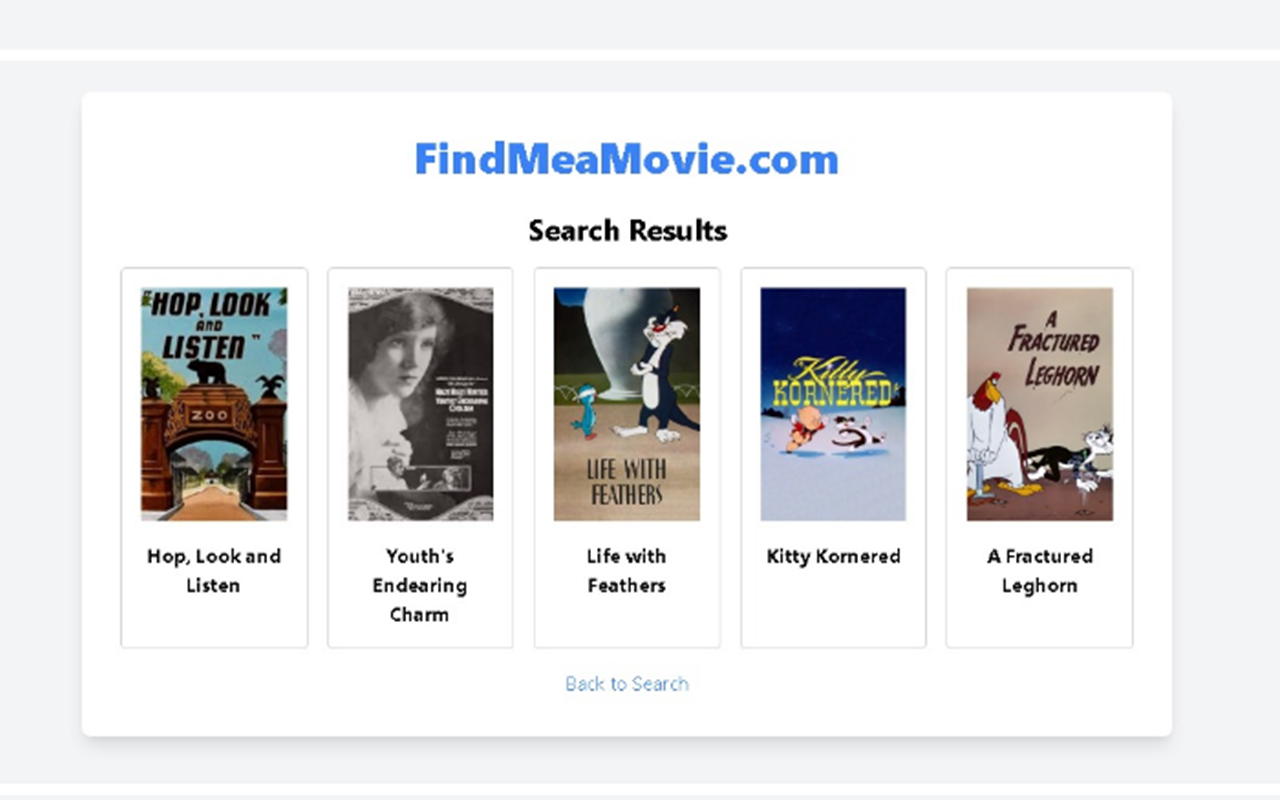 FindMeaMovie.com
Search Results
"HOP, LOOK
AND
LISTEN"
ZOO
LIFE WITH
FEATHERS
Kitty
KORNERED
A
FRACTURED
LEGHORN
Hop, Look and
Listen
Youth's
Endearing
Charm
Life with
Feathers
Kitty Kornered
A Fractured
Leghorn
Back to Search